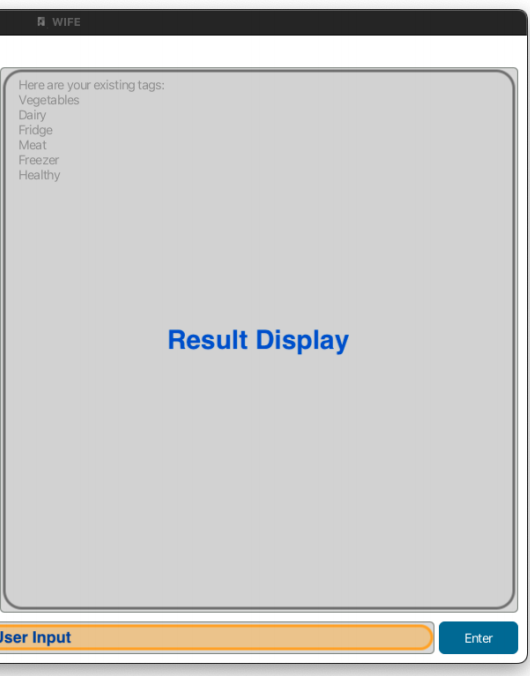 WIFE
Here are your existing tags:
Vegetables
Dairy
Fridge
Meat
Freezer
Healthy
Result Display
User Input
Enter